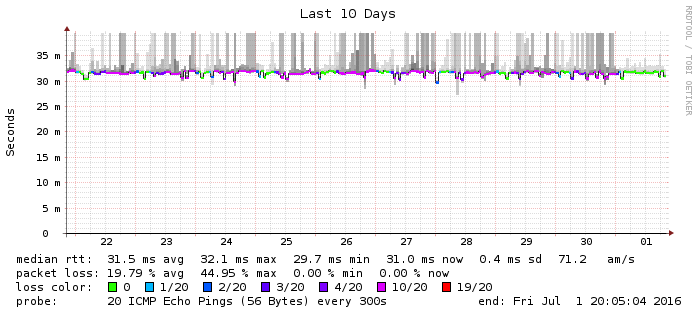 Last 10 Days
RRDTOOL / TOBI OETIKER
Seconds
35 m
30 m
25 m
20 m
15 m
10 m
5 m
0
22 23 24 25 26 27 28 29 30 01
median rtt: 31.5 ms avg 32.1 ms max 29.7 ms min 31.0 ms now 0.4 ms sd 71.2 am/s
packet loss: 19.79 % avg 44.95 % max 0.00 % min 0.00 % now
loss color: 0 1/20 2/20 3/20 4/20 10/20 19/20
probe: 20 ICMP Echo Pings (56 Bytes) every 300s end: Fri Jul 1 20:05:04 2016